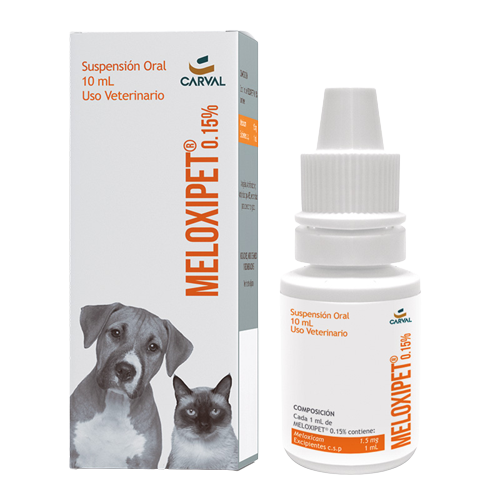 Suspensión Oral
10 mL
Uso Veterinario
CARVAL
MELOXIPET® 0.15%
CARVAL
Suspensión Oral
10 mL
Uso Veterinario
MELOXIPET® 0.15%
COMPOSICIÓN
Cada 1 mL de
MELOXIPET® 0.15% contiene:
Meloxicam 1.5 mg
Excipientes c.s.p 1 mL